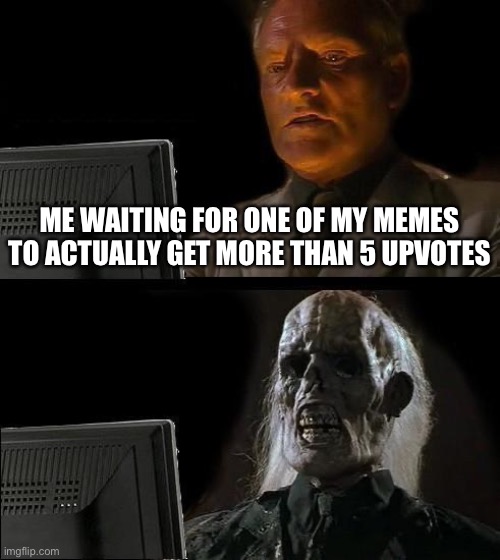 ME WAITING FOR ONE OF MY MEMES
TO ACTUALLY GET MORE THAN 5 UPVOTES
imgflip.com